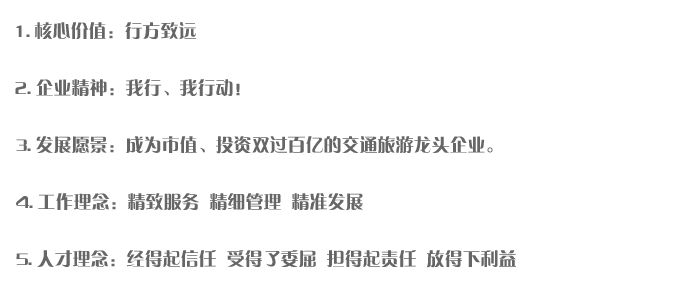 1. 核心价值：行方致远
2. 企业精神：我行、我行动！
3. 发展愿景：成为市值、投资双过百亿的交通旅游龙头企业。
4. 工作理念：精致服务 精细管理 精准发展
5. 人才理念：经得起信任 受得了委屈 担得起责任 放得下利益